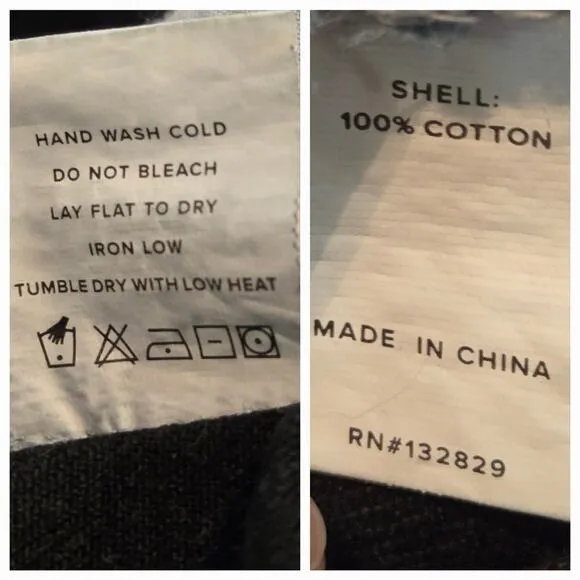 HAND WASH COLD
DO NOT BLEACH
LAY FLAT TO DRY
IRON LOW
TUMBLE DRY WITH LOW HEAT
SHELL:
100% COTTON
MADE IN CHINA
RN#132829